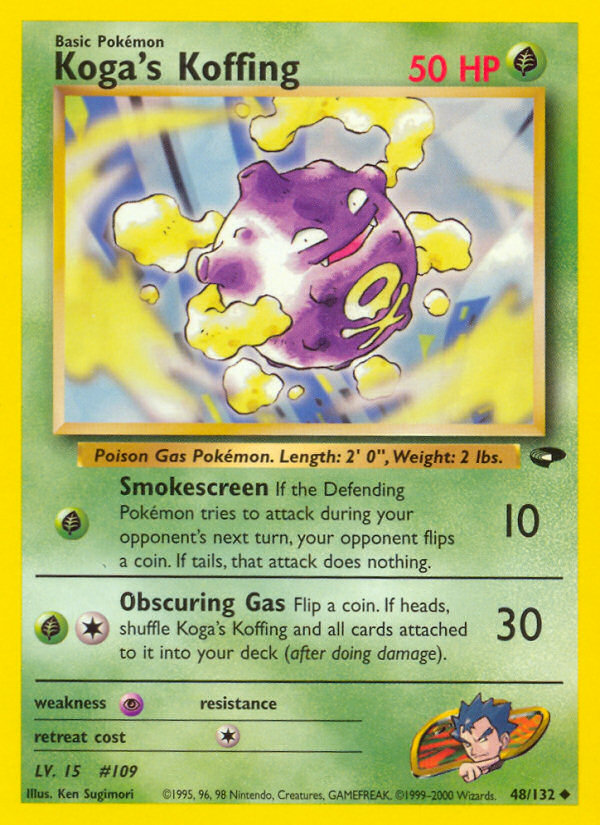 Basic Pokémon
Koga's Koffing
50 HP
Poison Gas Pokémon. Length: 2' 0", Weight: 2 lbs.
Smokescreen If the Defending
Pokémon tries to attack during your
opponent's next turn, your opponent flips
a coin. If tails, that attack does nothing.
10
Obscuring Gas Flip a coin. If heads,
shuffle Koga's Koffing and all cards attached
to it into your deck (after doing damage).
30
weakness
resistance
retreat cost
LV. 15 #109
Illus. Ken Sugimori
©1995, 96, 98 Nintendo, Creatures, GAMEFREAK. ©1999-2000 Wizards.
48/132